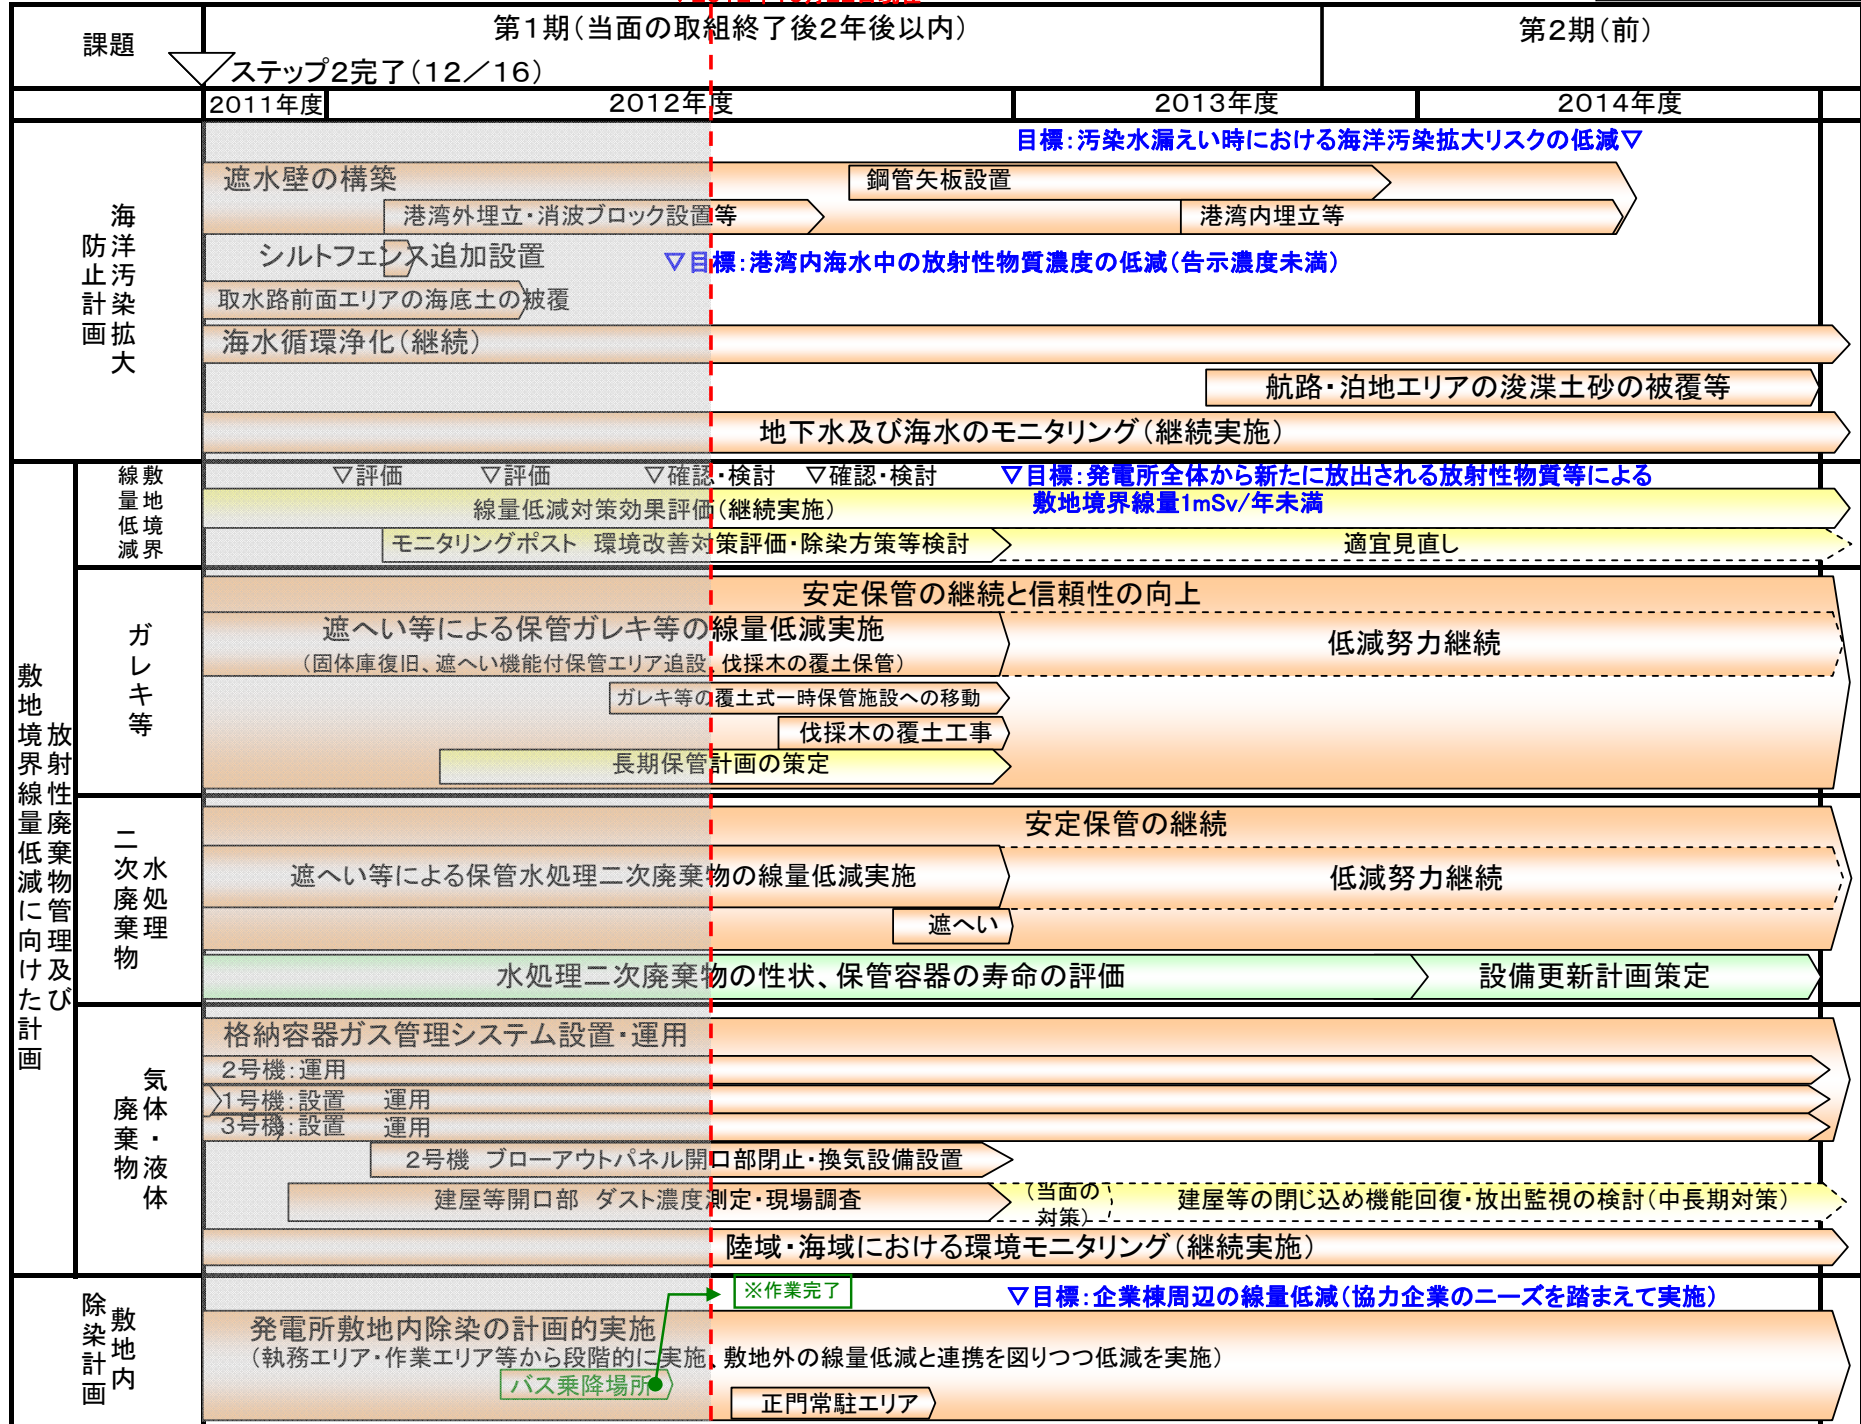 課題
第1期(当面の取組終了後2年後以内)
第2期(前)
ステップ2完了(12／16)
2011年度
2012年度
2013年度
2014年度
海洋汚染拡大
防止計画
目標:汚染水漏えい時における海洋汚染拡大リスクの低減▽
遮水壁の構築
鋼管矢板設置
港湾外埋立・消波ブロック設置等
港湾内埋立等
シルトフェンス追加設置
▽目標:港湾内海水中の放射性物質濃度の低減(告示濃度未満)
取水路前面エリアの海底土の被覆
海水循環浄化(継続)
航路・泊地エリアの浚渫土砂の被覆等
地下水及び海水のモニタリング(継続実施)
放射性廃棄物管理及び
敷地境界線量低減に向けた計画
敷地境界
線量低減
▽評価
▽評価
▽確認・検討
▽確認・検討
▽目標:発電所全体から新たに放出される放射性物質等による
敷地境界線量1mSv/年未満
線量低減対策効果評価(継続実施)
モニタリングポスト 環境改善対策評価・除染方策等検討
適宜見直し
ガレキ等
安定保管の継続と信頼性の向上
遮へい等による保管ガレキ等の線量低減実施
(固体庫復旧、遮へい機能付保管エリア追設、伐採木の覆土保管)
低減努力継続
ガレキ等の覆土式一時保管施設への移動
伐採木の覆土工事
長期保管計画の策定
水処理
二次廃棄物
安定保管の継続
遮へい等による保管水処理二次廃棄物の線量低減実施
低減努力継続
遮へい
水処理二次廃棄物の性状、保管容器の寿命の評価
設備更新計画策定
気体・液体
廃棄物
格納容器ガス管理システム設置・運用
2号機:運用
1号機:設置 運用
3号機:設置 運用
2号機 ブローアウトパネル開口部閉止・換気設備設置
建屋等開口部 ダスト濃度測定・現場調査
(当面の
対策)
建屋等の閉じ込め機能回復・放出監視の検討(中長期対策)
陸域・海域における環境モニタリング(継続実施)
敷地内
除染計画
※作業完了
▽目標:企業棟周辺の線量低減(協力企業のニーズを踏まえて実施)
発電所敷地内除染の計画的実施
(執務エリア・作業エリア等から段階的に実施、敷地外の線量低減と連携を図りつつ低減を実施)
バス乗降場所
正門常駐エリア